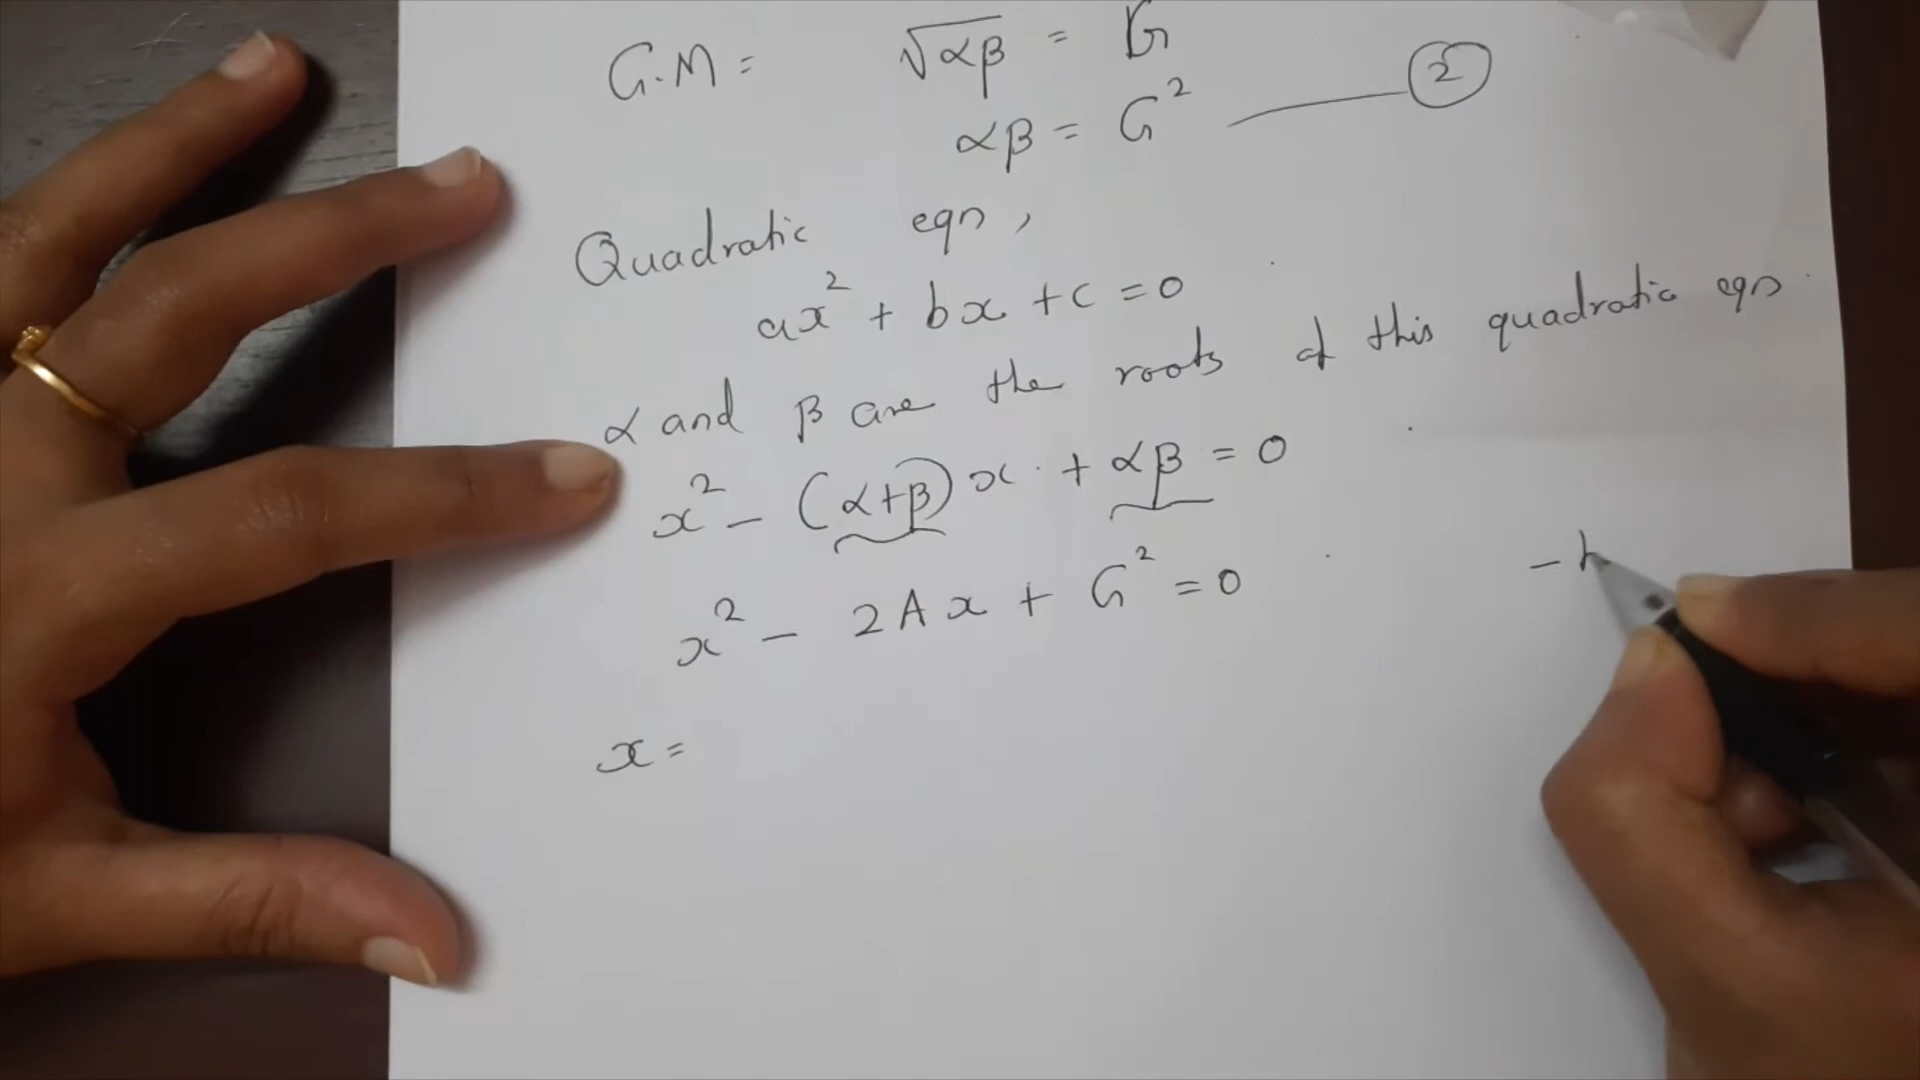 G.M = √αβ = G
αβ = G² —— 2
Quadratic eqn,
ax² + bx + c = 0
α and β are the roots of this quadratic eqn
x² - (α+β)x + αβ = 0
x² - 2Ax + G² = 0
-
x =